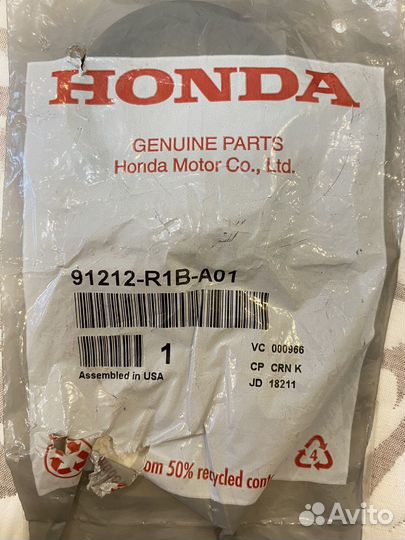 HONDA
GENUINE PARTS
Honda Motor Co., Ltd.
91212-R1B-A01
1
VC 000966
CP CRN K
JD 18211
Assembled in USA
4
om 50% recycled cont
Avito